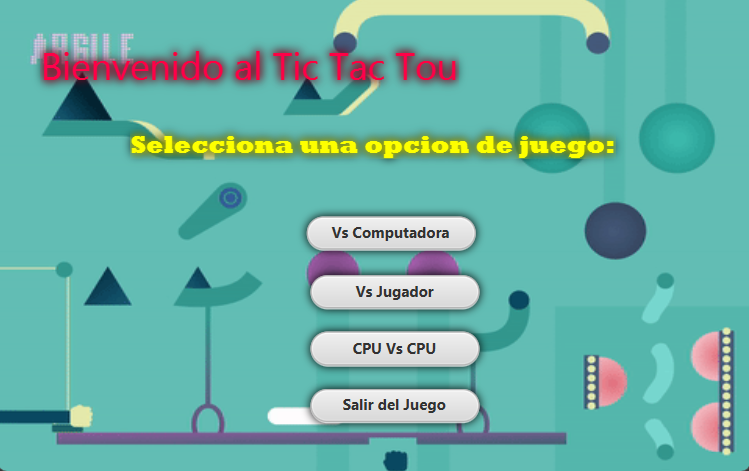 ARGILE
Bienvenido al Tic Tac Tou
Selecciona una opcion de juego:
Vs Computadora
Vs Jugador
CPU Vs CPU
Salir del Juego